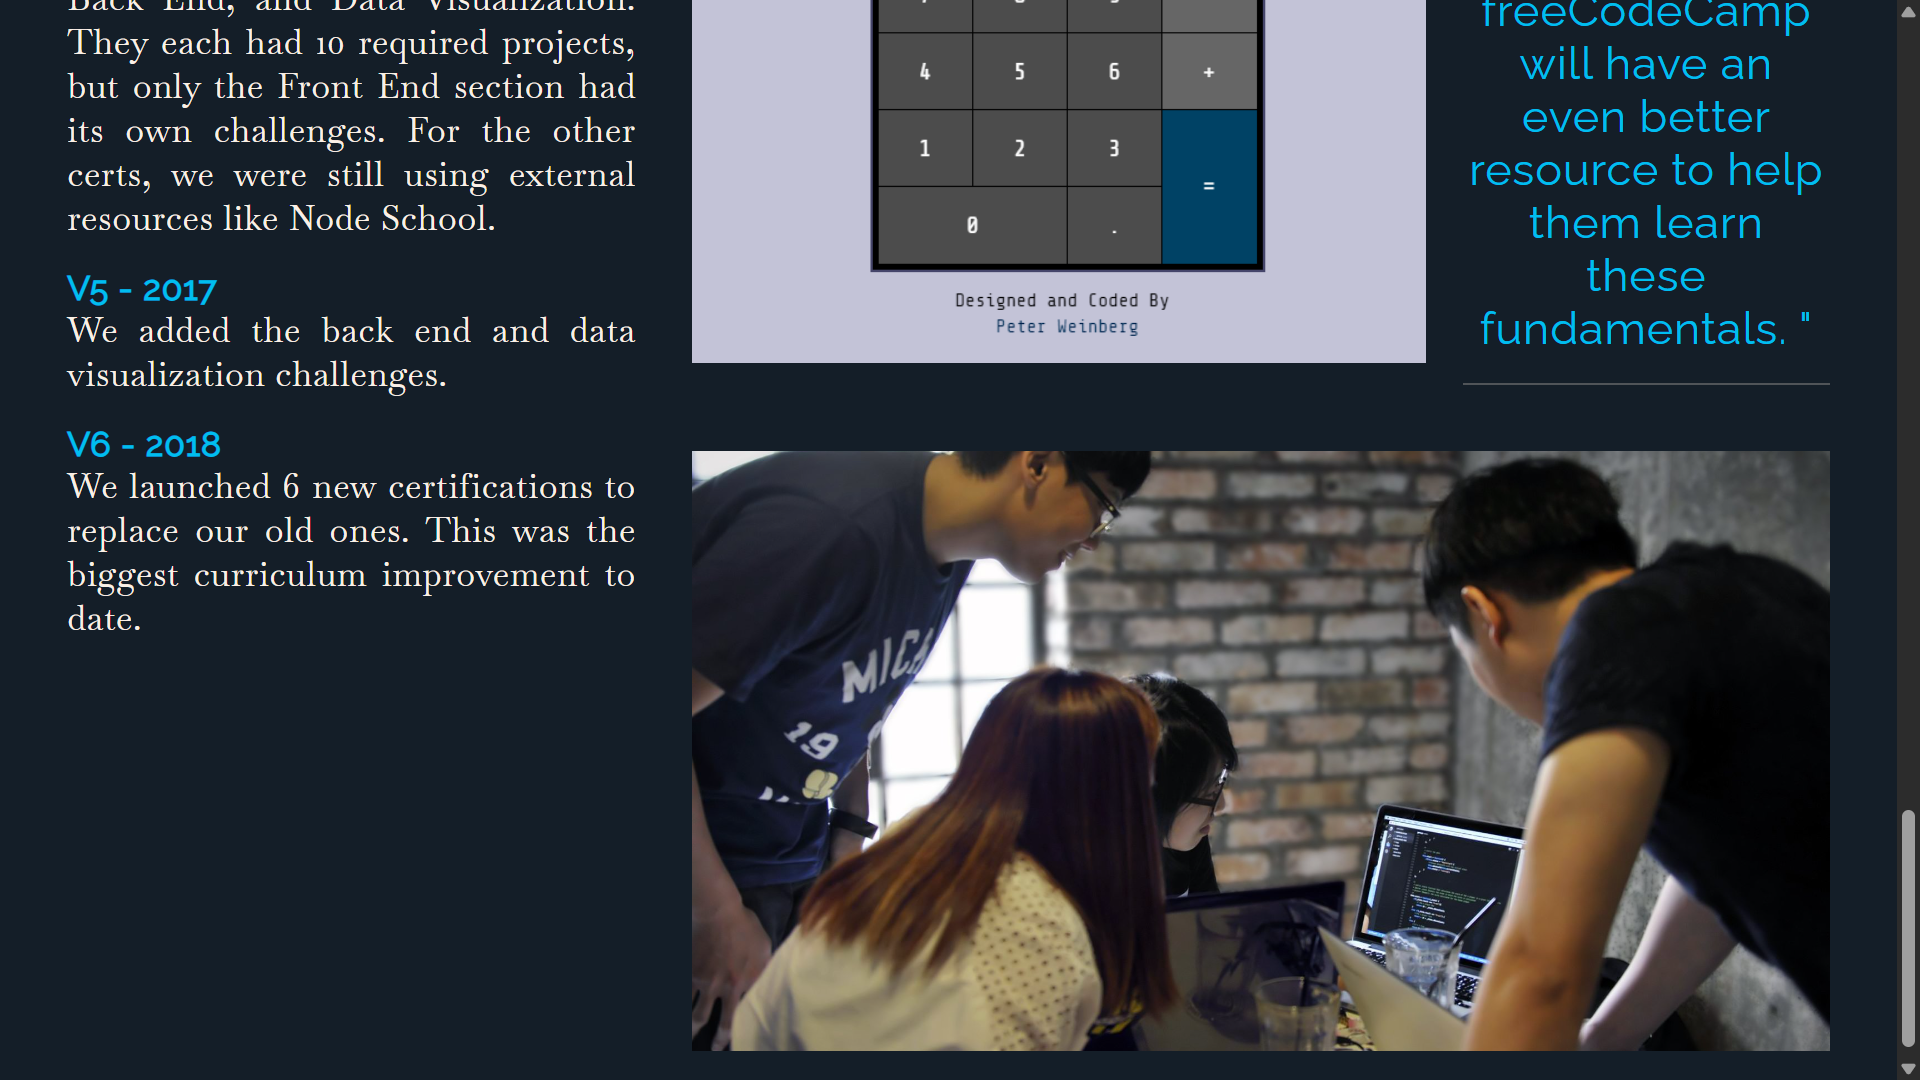 Back End, and Data Visualization.
They each had 10 required projects,
but only the Front End section had
its own challenges. For the other
certs, we were still using external
resources like Node School.
V5 - 2017
We added the back end and data
visualization challenges.
V6 - 2018
We launched 6 new certifications to
replace our old ones. This was the
biggest curriculum improvement to
date.
4 5 6 +
1 2 3
=
0 .
Designed and Coded By
Peter Weinberg
freeCodeCamp
will have an
even better
resource to help
them learn
these
fundamentals. "
19